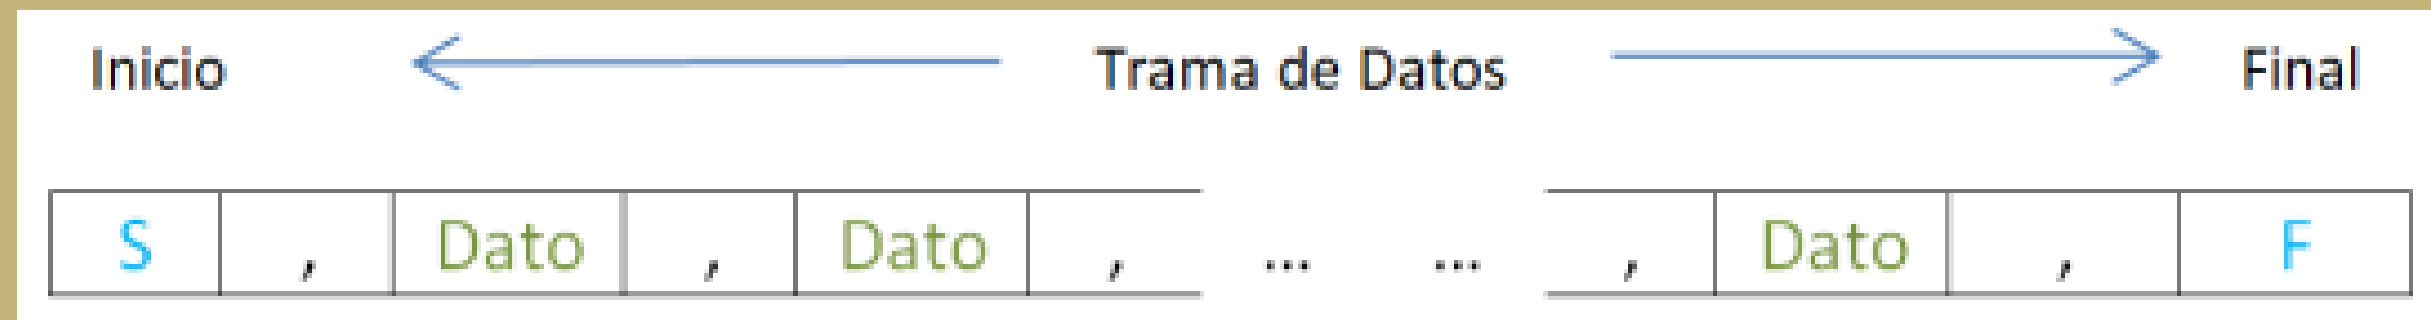 Inicio Trama de Datos Final
S , Dato , Dato , ... ... , Dato , F